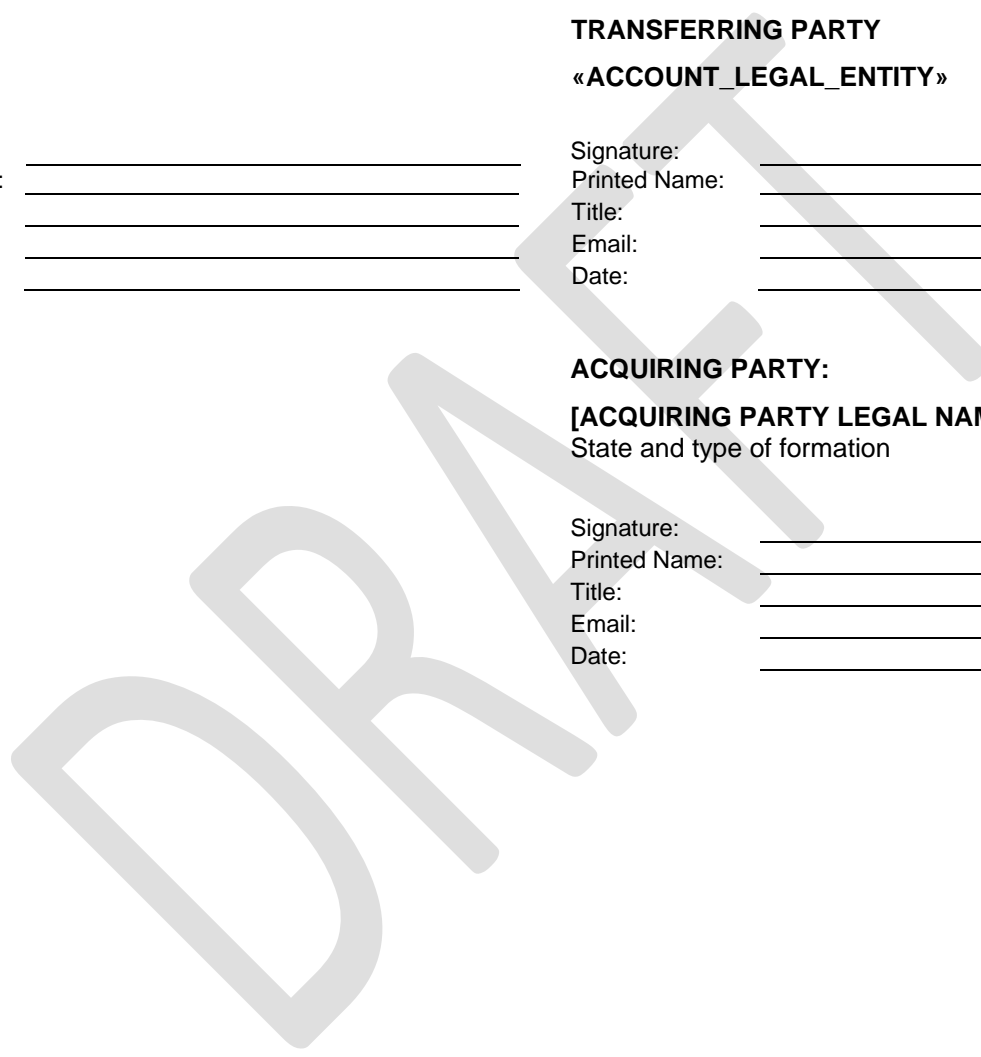 TRANSFERRING PARTY
«ACCOUNT_LEGAL_ENTITY»
:
Signature:
Printed Name:
Title:
Email:
Date:
ACQUIRING PARTY:
[ACQUIRING PARTY LEGAL
State and type of formation
Signature:
Printed Name:
Title:
Email:
Date:
DRAFT